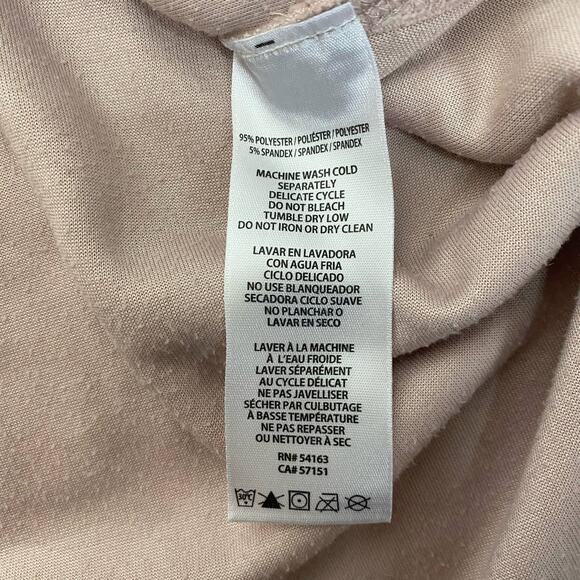 95% POLYESTER / POLIÉSTER / POLYESTER
5% SPANDEX / SPANDEX / SPANDEX
MACHINE WASH COLD
SEPARATELY
DELICATE CYCLE
DO NOT BLEACH
TUMBLE DRY LOW
DO NOT IRON OR DRY CLEAN
LAVAR EN LAVADORA
CON AGUA FRIA
CICLO DELICADO
NO USE BLANQUEADOR
SECADORA CICLO SUAVE
NO PLANCHAR O
LAVAR EN SECO
LAVER À LA MACHINE
À L'EAU FROIDE
LAVER SÉPARÉMENT
AU CYCLE DÉLICAT
NE PAS JAVELLISER
SÉCHER PAR CULBUTAGE
À BASSE TEMPÉRATURE
NE PAS REPASSER
OU NETTOYER À SEC
RN# 54163
CA# 57151
30°C